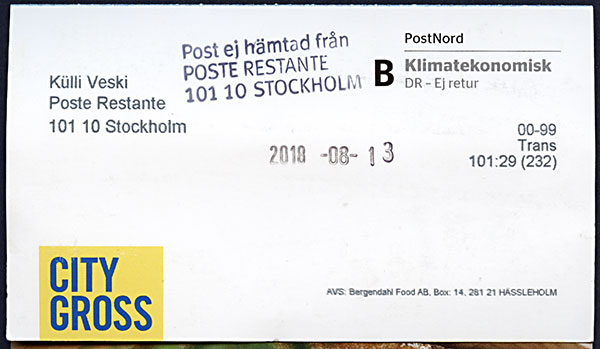 Post ej hämtad från
POSTE RESTANTE
101 10 STOCKHOLM
PostNord
B Klimatekonomisk
DR – Ej retur
Külli Veski
Poste Restante
101 10 Stockholm
2018 -08- 13
00-99
Trans
101:29 (232)
CITY
GROSS
AVS: Bergendahl Food AB, Box: 14, 281 21 HÄSSLEHOLM